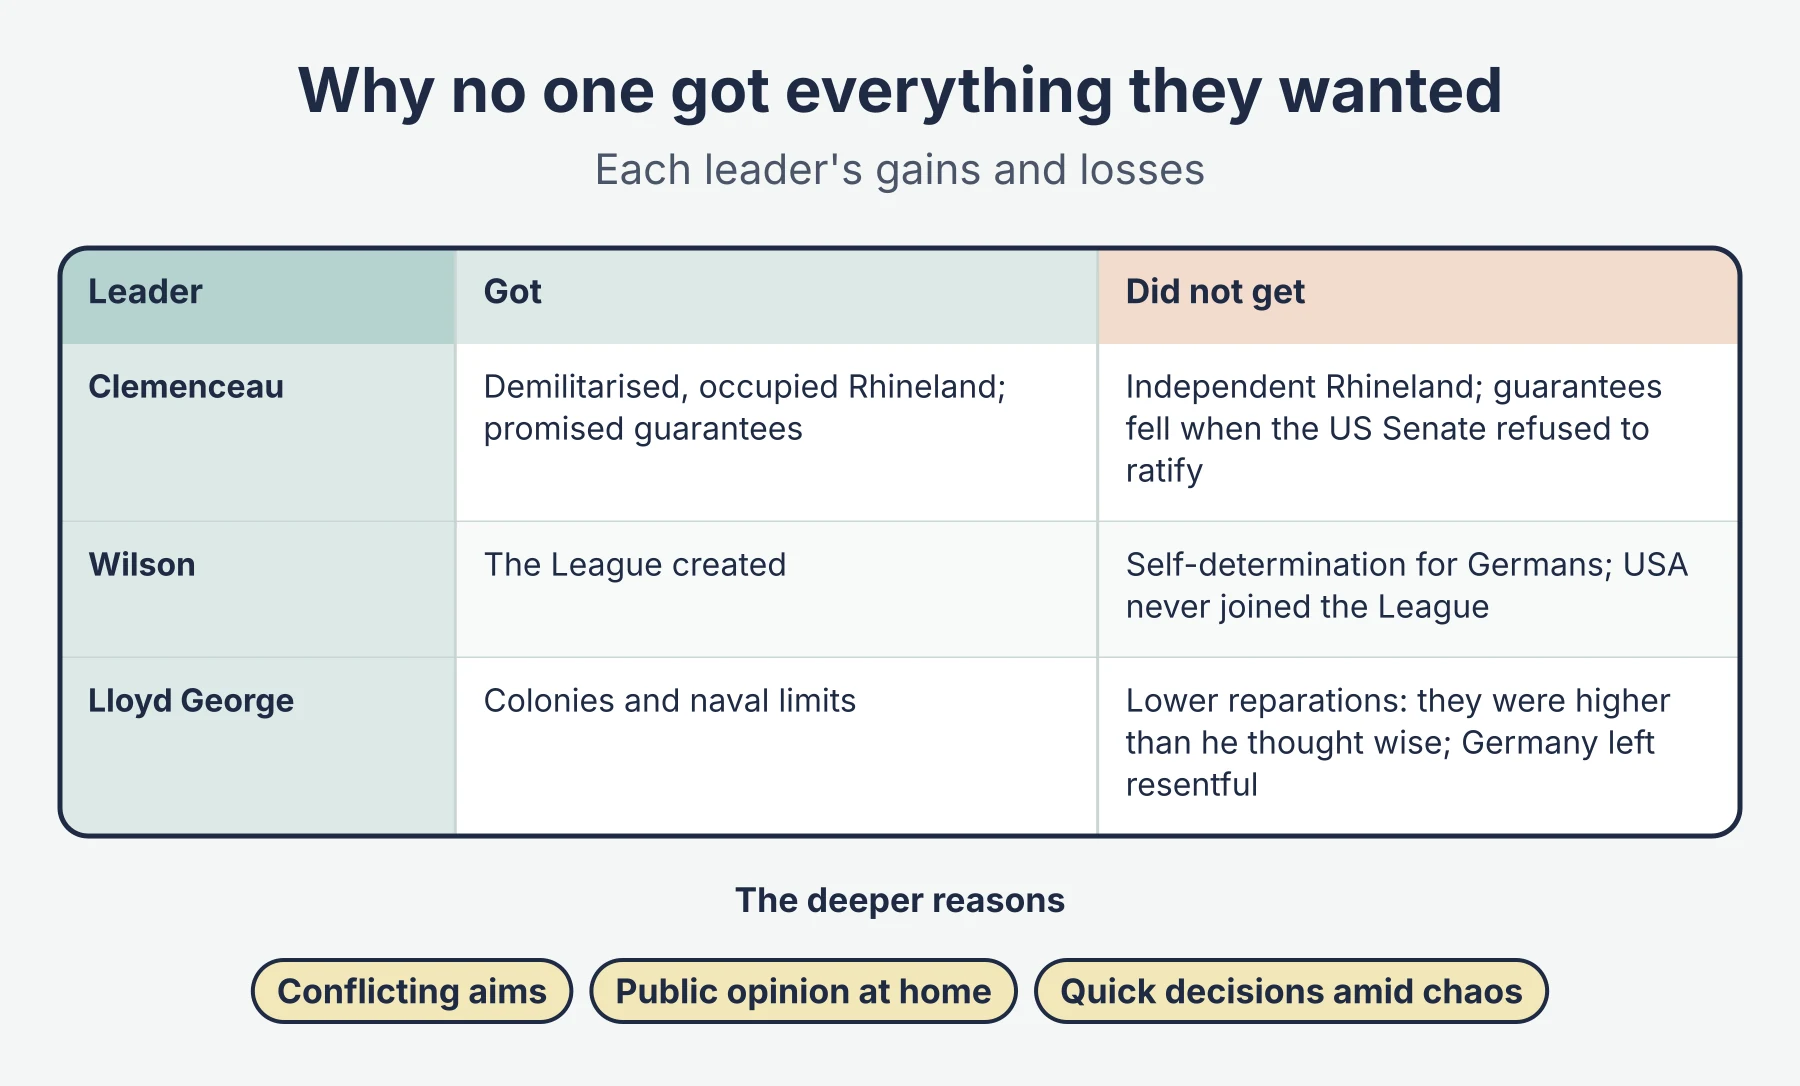 Why no one got everything they wanted
Each leader's gains and losses
Leader
Got
Did not get
Clemenceau
Demilitarised, occupied Rhineland;
promised guarantees
Independent Rhineland; guarantees
fell when the US Senate refused to
ratify
Wilson
The League created
Self-determination for Germans; USA
never joined the League
Lloyd George
Colonies and naval limits
Lower reparations: they were higher
than he thought wise; Germany left
resentful
The deeper reasons
Conflicting aims
Public opinion at home
Quick decisions amid chaos